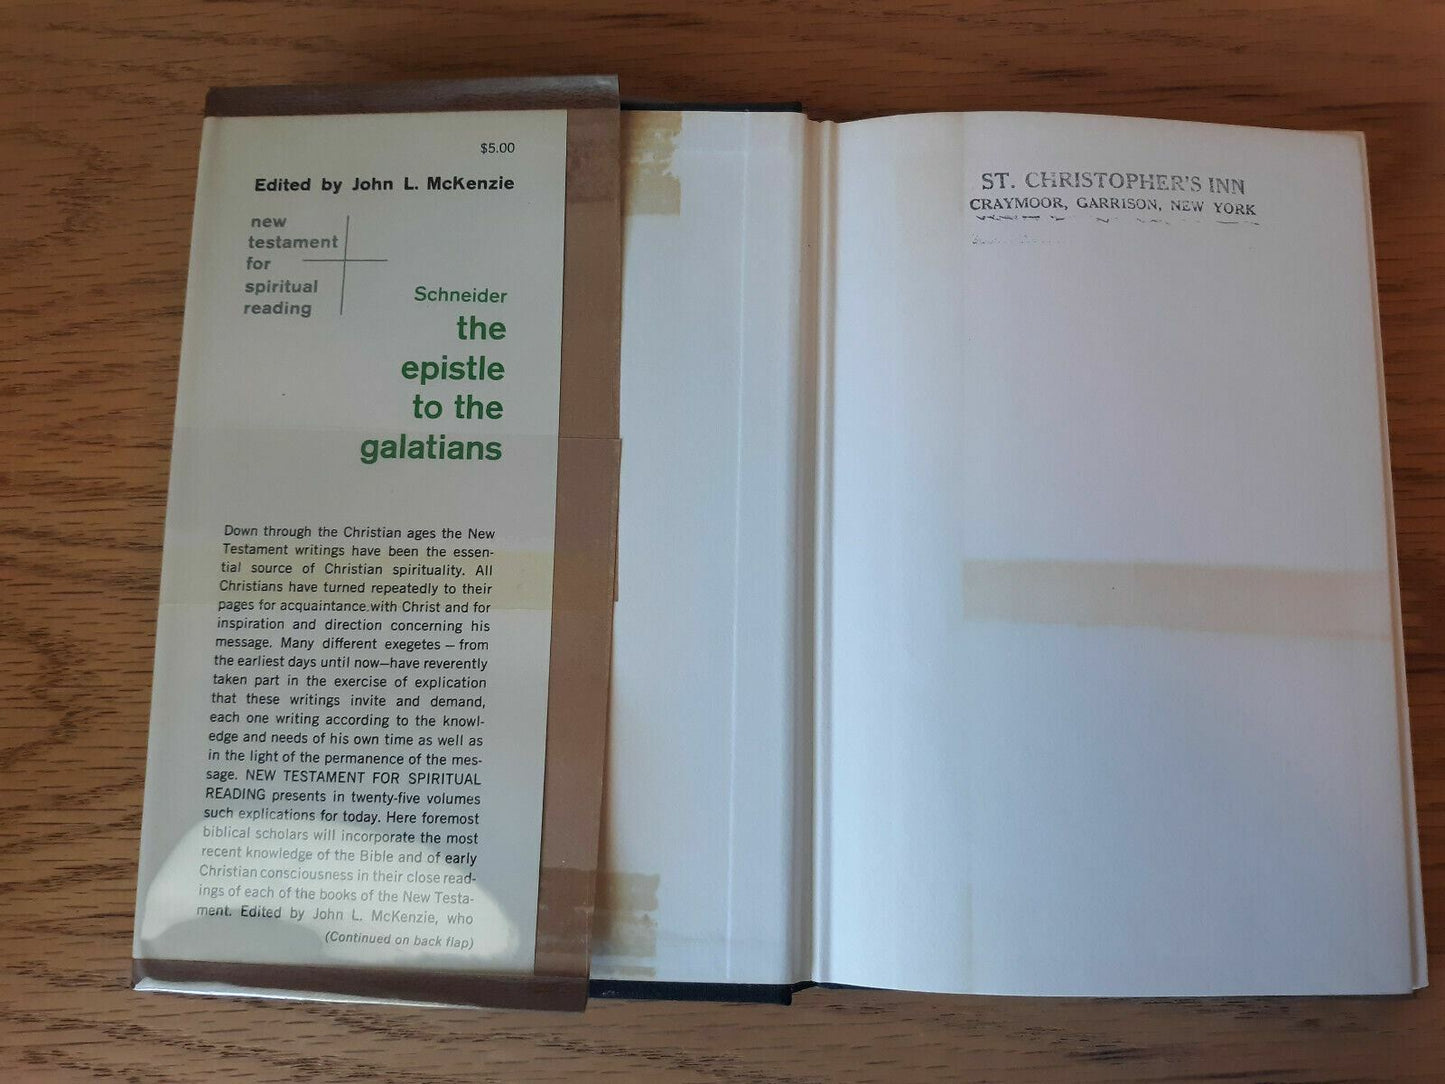 $5.00
Edited by John L. McKenzie
new
testament
for
spiritual
reading
Schneider
the
epistle
to the
galatians
Down through the Christian ages the New
Testament writings have been the essen-
tial source of Christian spirituality. All
Christians have turned repeatedly to their
pages for acquaintance with Christ and for
inspiration and direction concerning his
message. Many different exegetes — from
the earliest days until now—have reverently
taken part in the exercise of explication
that these writings invite and demand,
each one writing according to the knowl-
edge and needs of his own time as well as
in the light of the permanence of the mes-
sage. NEW TESTAMENT FOR SPIRITUAL
READING presents in twenty-five volumes
such explications for today. Here foremost
biblical scholars will incorporate the most
recent knowledge of the Bible and of early
Christian consciousness in their close read-
ings of each of the books of the New Testa-
ment. Edited by John L. McKenzie, who
(Continued on back flap)
ST. CHRISTOPHER'S INN
CRAYMOOR, GARRISON, NEW YORK